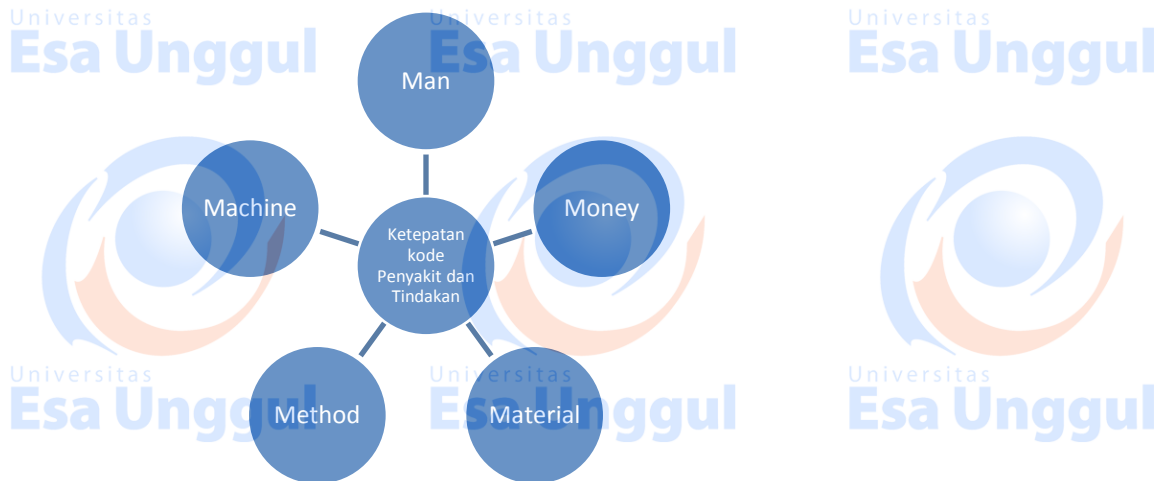 Universitas
Esa Unggul
Universitas
Esa Unggul
Universitas
Esa Unggul
Man
Machine
Money
Ketepatan
kode
Penyakit dan
Tindakan
Method
Material
Universitas
Esa Unggul
Universitas
Esa Unggul
Universitas
Esa Unggul